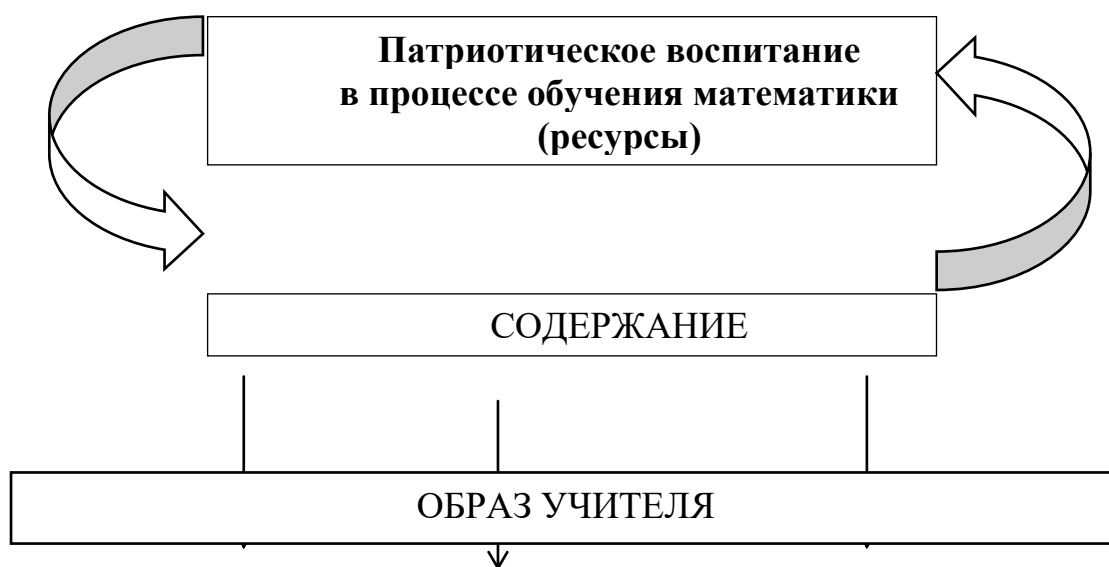 Патриотическое воспитание
в процессе обучения математики
(ресурсы)
СОДЕРЖАНИЕ
ОБРАЗ УЧИТЕЛЯ